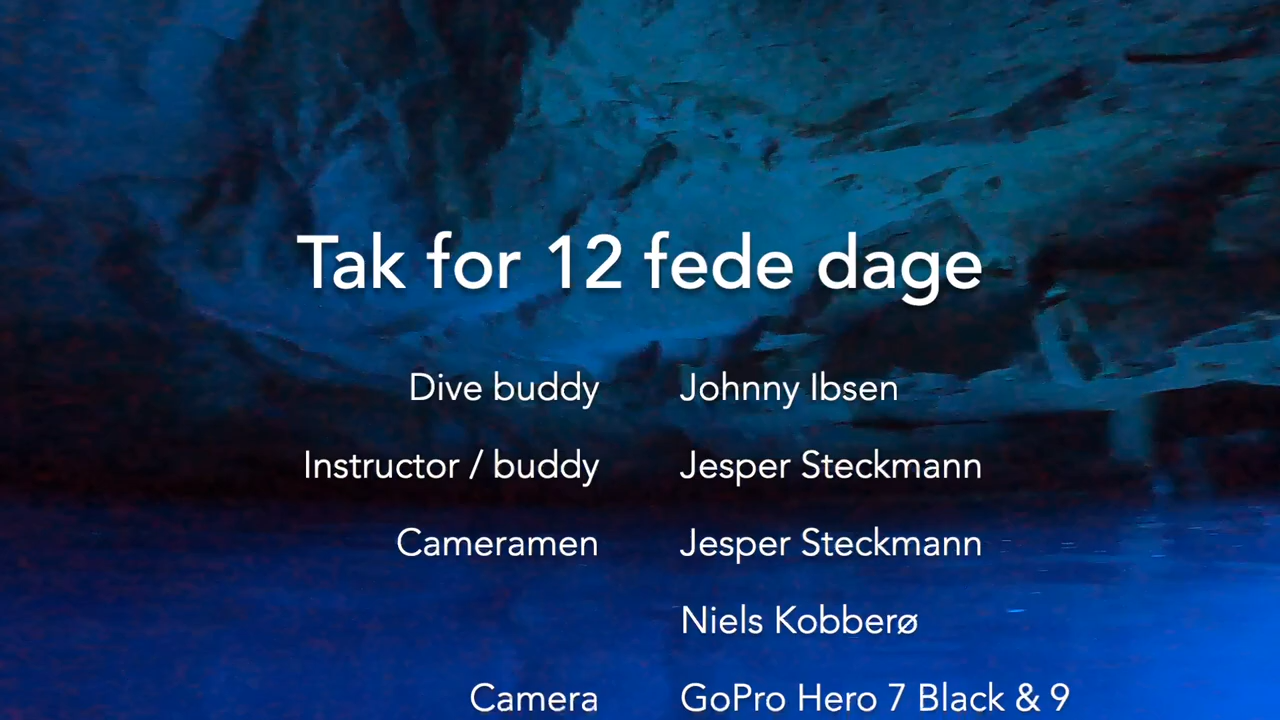 Tak for 12 fede dage
Dive buddy Johnny Ibsen
Instructor / buddy Jesper Steckmann
Cameramen Jesper Steckmann
Niels Kobberø
Camera GoPro Hero 7 Black & 9